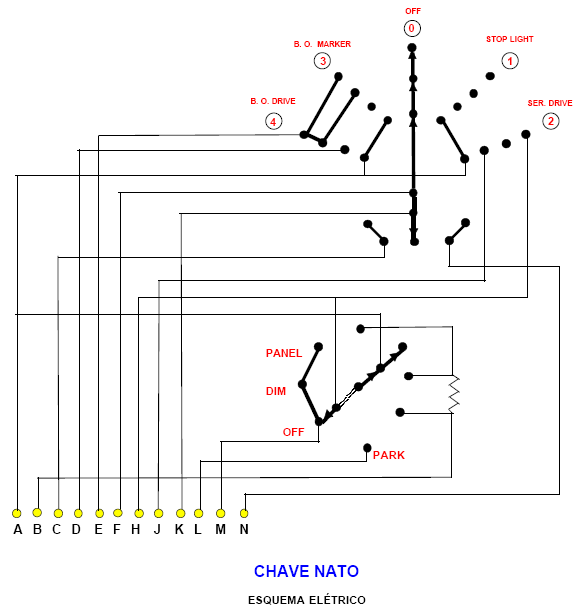 OFF
0
B. O. MARKER
3
STOP LIGHT
1
B. O. DRIVE
4
SER. DRIVE
2
PANEL
DIM
OFF
PARK
A B C D E F H J K L M N
CHAVE NATO
ESQUEMA ELÉTRICO